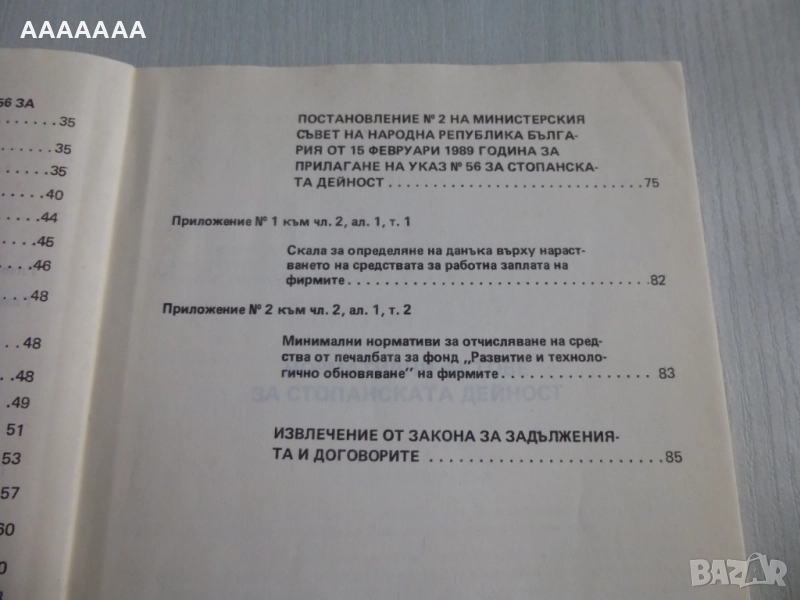 AAAAAAA
56 ЗА
......35
.....35
....35
.....40
.....44
....45
....46
...48
...48
...48
..49
51
53
57
60
ПОСТАНОВЛЕНИЕ № 2 НА МИНИСТЕРСКИЯ
СЪВЕТ НА НАРОДНА РЕПУБЛИКА БЪЛГА-
РИЯ ОТ 15 ФЕВРУАРИ 1989 ГОДИНА ЗА
ПРИЛАГАНЕ НА УКАЗ № 56 ЗА СТОПАНСКА-
ТА ДЕЙНОСТ............................75
Приложение № 1 към чл. 2, ал. 1, т. 1
Скала за определяне на данъка върху нараст-
ването на средствата за работна заплата на
фирмите..................................82
Приложение № 2 към чл. 2, ал. 1, т. 2
Минимални нормативи за отчисляване на сред-
ства от печалбата за фонд „Развитие и техноло-
гично обновяване" на фирмите.................83
ЗА СТОПАНСКАТА ДЕЙНОСТ
ИЗВЛЕЧЕНИЕ ОТ ЗАКОНА ЗА ЗАДЪЛЖЕНИЯ-
ТА И ДОГОВОРИТЕ.........................85
BAZAR